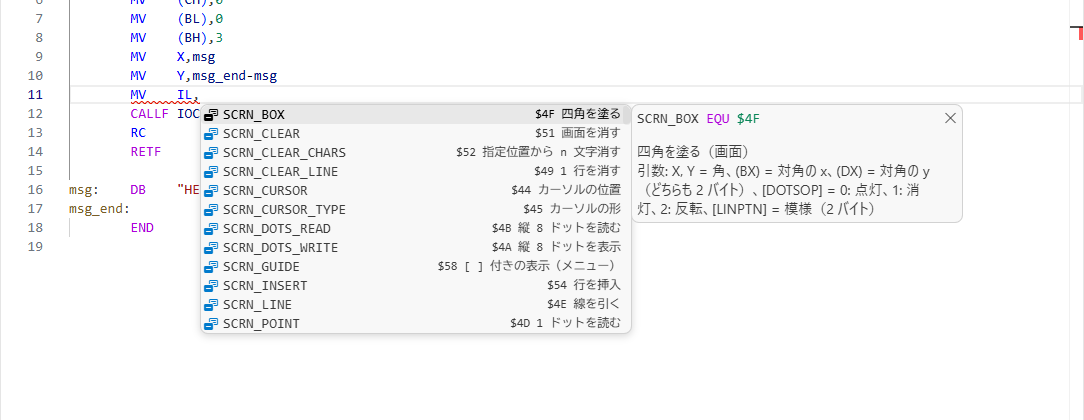 6 MV (CH),0
7 MV (BL),0
8 MV (BH),3
9 MV X,msg
10 MV Y,msg_end-msg
11 MV IL,
12 CALLF IOC
13 RC
14 RETF
15
16 msg: DB "HE
17 msg_end:
18 END
19
SCRN_BOX $4F 四角を塗る
SCRN_CLEAR $51 画面を消す
SCRN_CLEAR_CHARS $52 指定位置から n 文字消す
SCRN_CLEAR_LINE $49 1 行を消す
SCRN_CURSOR $44 カーソルの位置
SCRN_CURSOR_TYPE $45 カーソルの形
SCRN_DOTS_READ $4B 縦 8 ドットを読む
SCRN_DOTS_WRITE $4A 縦 8 ドットを表示
SCRN_GUIDE $58 [ ] 付きの表示（メニュー）
SCRN_INSERT $54 行を挿入
SCRN_LINE $4E 線を引く
SCRN_POINT $4D 1 ドットを読む
SCRN_BOX EQU $4F
四角を塗る（画面）
引数: X, Y = 角、(BX) = 対角の x、(DX) = 対角の y
（どちらも 2 バイト）、[DOTSOP] = 0: 点灯、1: 消
灯、2: 反転、[LINPTN] = 模様（2 バイト）